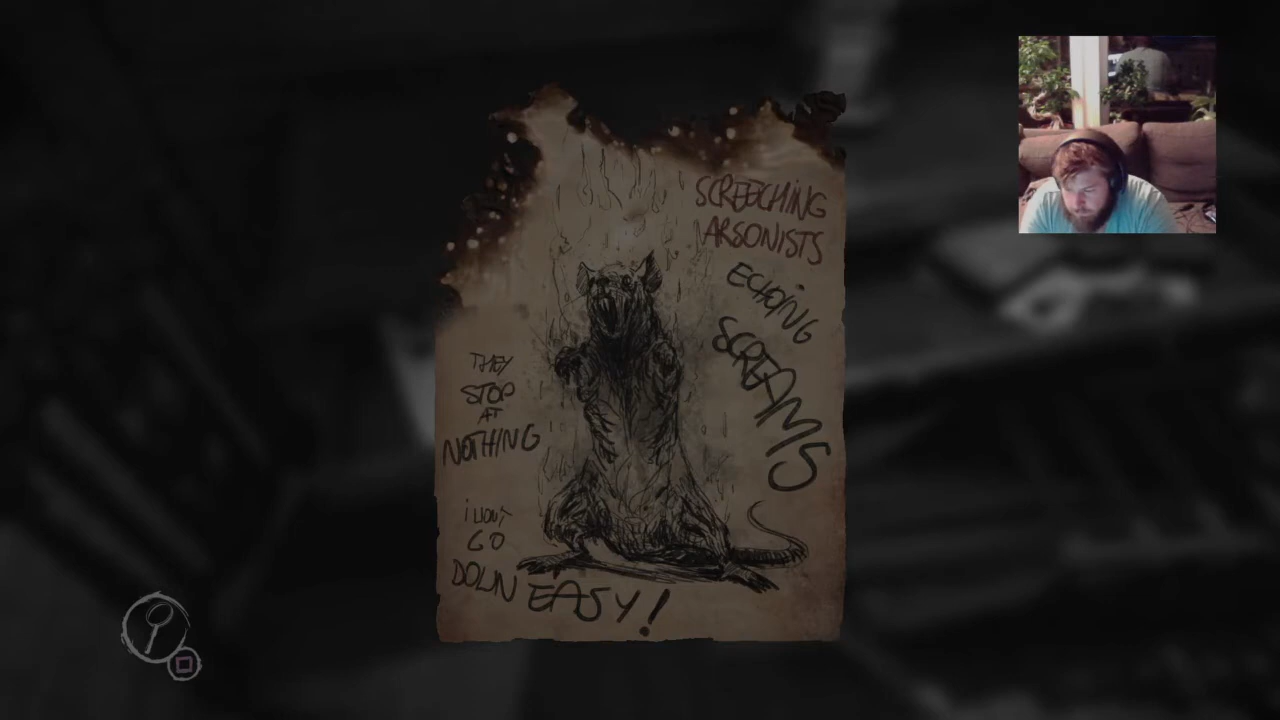 SCREECHING
ARSONISTS
ECHOING
SCREAMS
THEY
STOP
AT
NOTHING
I WON'T
GO
DOWN EASY!